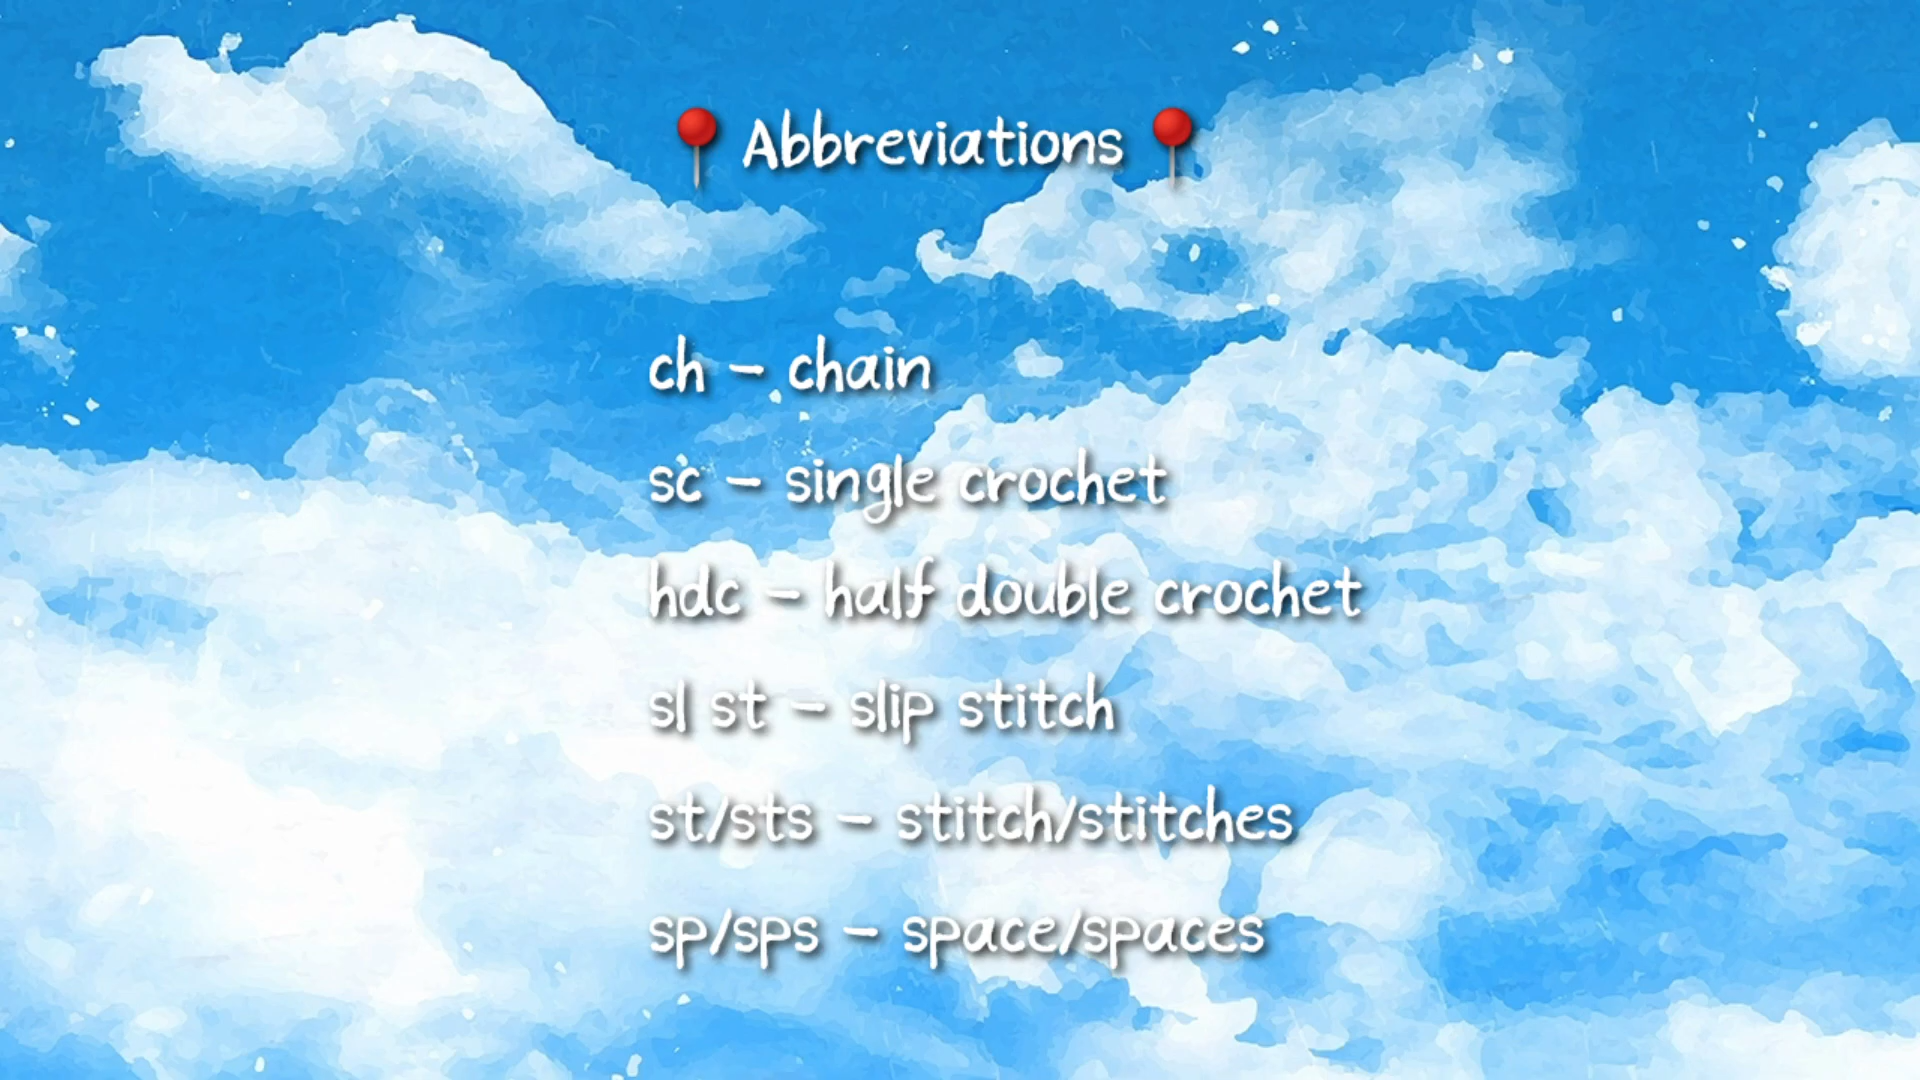 📍 Abbreviations 📍
ch - chain
sc - single crochet
hdc - half double crochet
sl st - slip stitch
st/sts - stitch/stitches
sp/sps - space/spaces